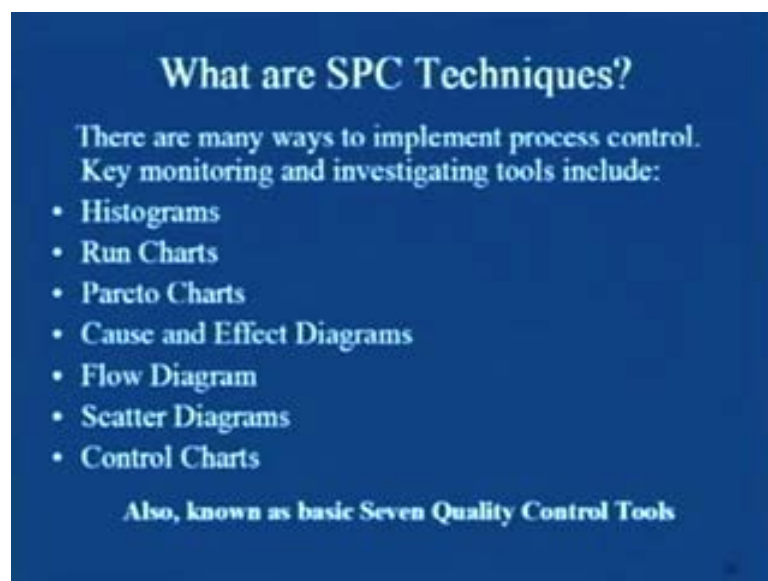 What are SPC Techniques?
There are many ways to implement process control.
Key monitoring and investigating tools include:
• Histograms
• Run Charts
• Pareto Charts
• Cause and Effect Diagrams
• Flow Diagram
• Scatter Diagrams
• Control Charts
Also, known as basic Seven Quality Control Tools